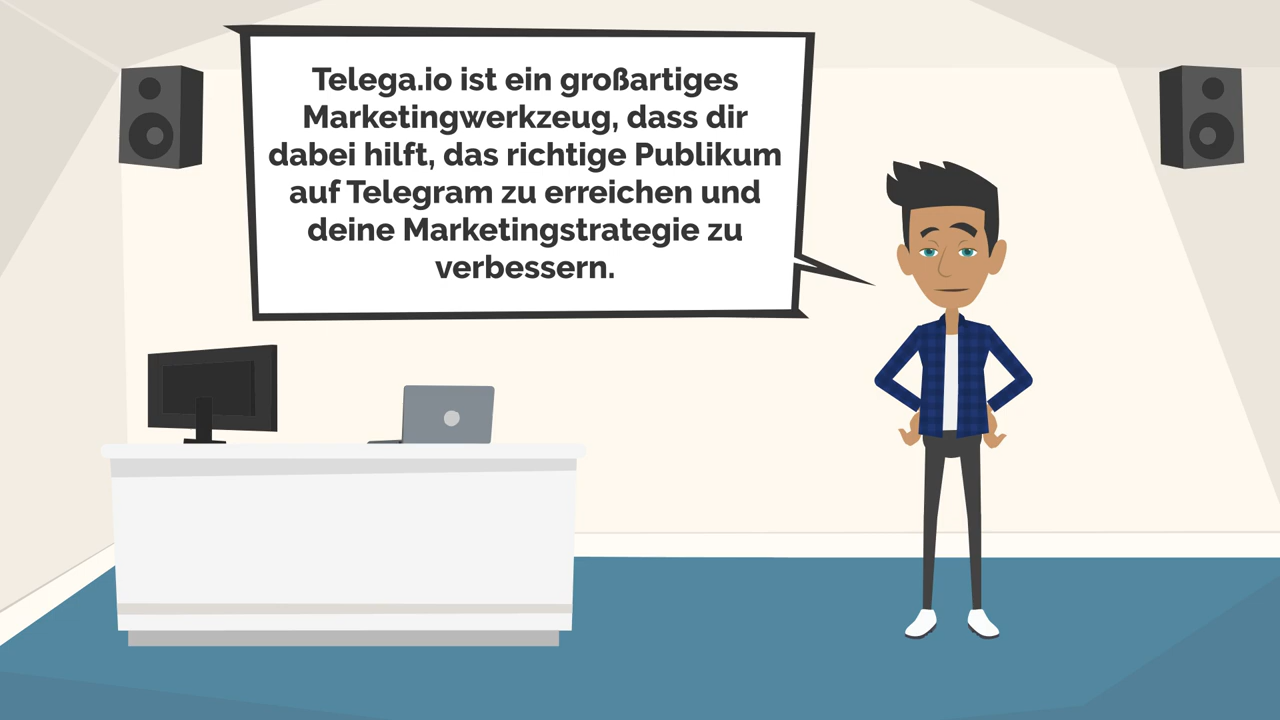 Telega.io ist ein großartiges
Marketingwerkzeug, dass dir
dabei hilft, das richtige Publikum
auf Telegram zu erreichen und
deine Marketingstrategie zu
verbessern.